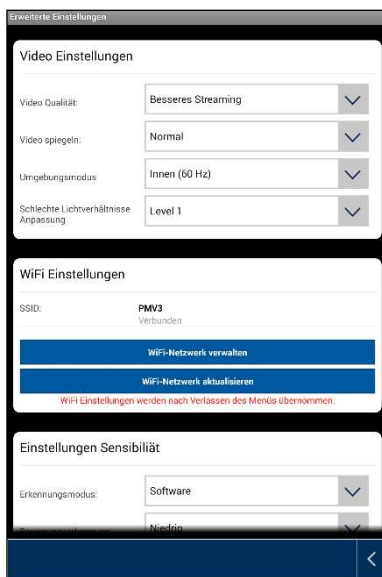 Erweiterte Einstellungen
Video Einstellungen
Video Qualität: Besseres Streaming
Video spiegeln: Normal
Umgebungsmodus Innen (60 Hz)
Schlechte Lichtverhältnisse
Anpassung Level 1
WiFi Einstellungen
SSID: PMV3
Verbunden
WiFi-Netzwerk verwalten
WiFi-Netzwerk aktualisieren
WiFi Einstellungen werden nach Verlassen des Menüs übernommen.
Einstellungen Sensibiliät
Erkennungsmodus: Software
Niedrig